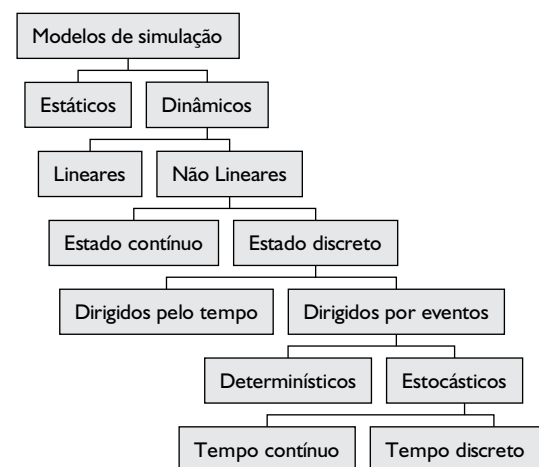 Modelos de simulação
Estáticos Dinâmicos
Lineares Não Lineares
Estado contínuo Estado discreto
Dirigidos pelo tempo Dirigidos por eventos
Determinísticos Estocásticos
Tempo contínuo Tempo discreto